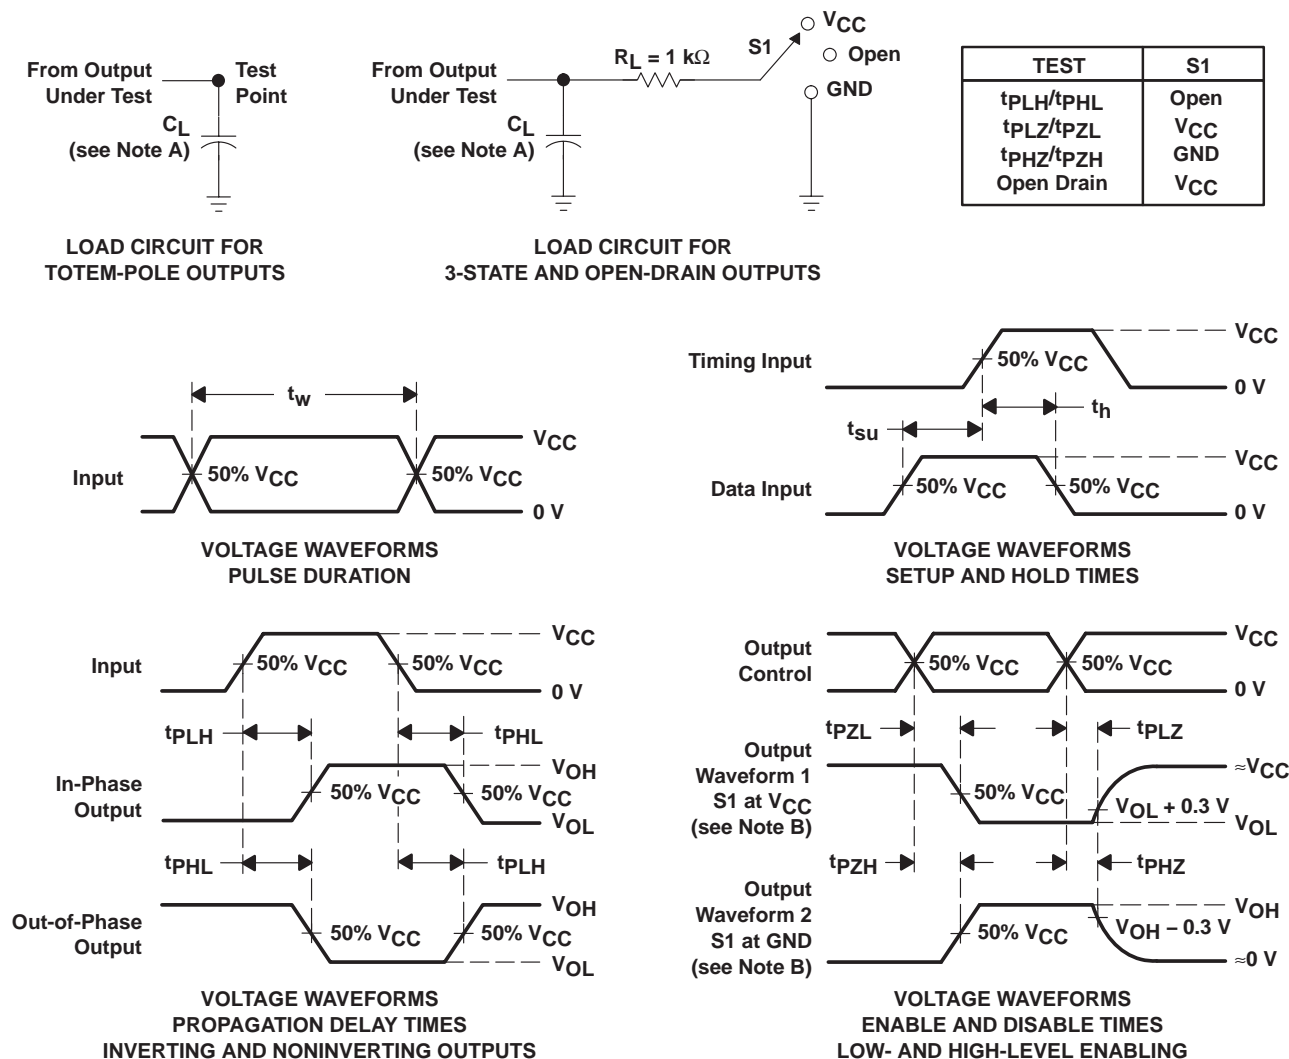 From Output
Under Test
Test
Point
CL
(see Note A)
LOAD CIRCUIT FOR
TOTEM-POLE OUTPUTS
From Output
Under Test
RL = 1 kΩ
S1
VCC
Open
GND
CL
(see Note A)
LOAD CIRCUIT FOR
3-STATE AND OPEN-DRAIN OUTPUTS
TEST S1
tPLH/tPHL Open
tPLZ/tPZL VCC
tPHZ/tPZH GND
Open Drain VCC
tw
Input
50% VCC
50% VCC
VCC
0 V
VOLTAGE WAVEFORMS
PULSE DURATION
Timing Input
50% VCC
VCC
0 V
th
tsu
Data Input
50% VCC
50% VCC
VCC
0 V
VOLTAGE WAVEFORMS
SETUP AND HOLD TIMES
Input
50% VCC
50% VCC
VCC
0 V
tPLH
tPHL
In-Phase
Output
50% VCC
50% VCC
VOH
VOL
tPHL
tPLH
Out-of-Phase
Output
50% VCC
50% VCC
VOH
VOL
VOLTAGE WAVEFORMS
PROPAGATION DELAY TIMES
INVERTING AND NONINVERTING OUTPUTS
Output
Control
50% VCC
50% VCC
VCC
0 V
tPZL
tPLZ
Output
Waveform 1
S1 at VCC
(see Note B)
50% VCC
VOL + 0.3 V
≈VCC
VOL
tPZH
tPHZ
Output
Waveform 2
S1 at GND
(see Note B)
50% VCC
VOH − 0.3 V
VOH
≈0 V
VOLTAGE WAVEFORMS
ENABLE AND DISABLE TIMES
LOW- AND HIGH-LEVEL ENABLING